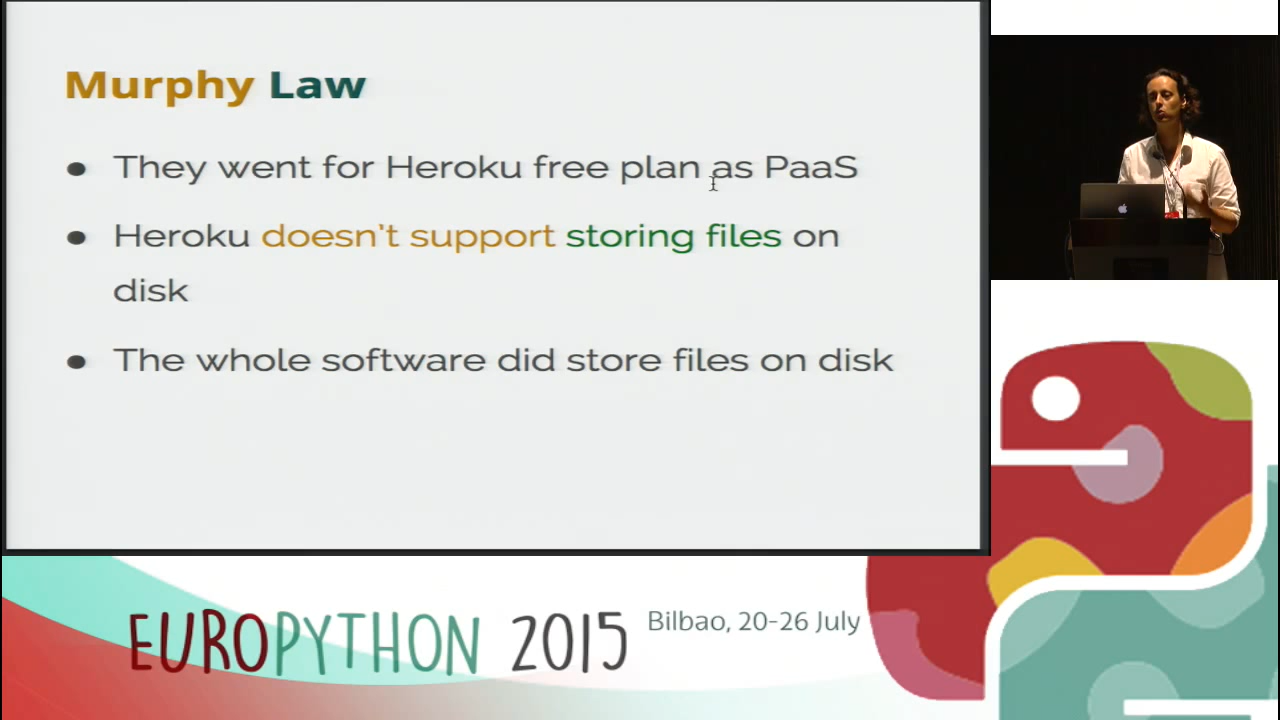 Murphy Law
● They went for Heroku free plan as PaaS
● Heroku doesn't support storing files on
disk
● The whole software did store files on disk
EUROPYTHON 2015
Bilbao, 20-26 July